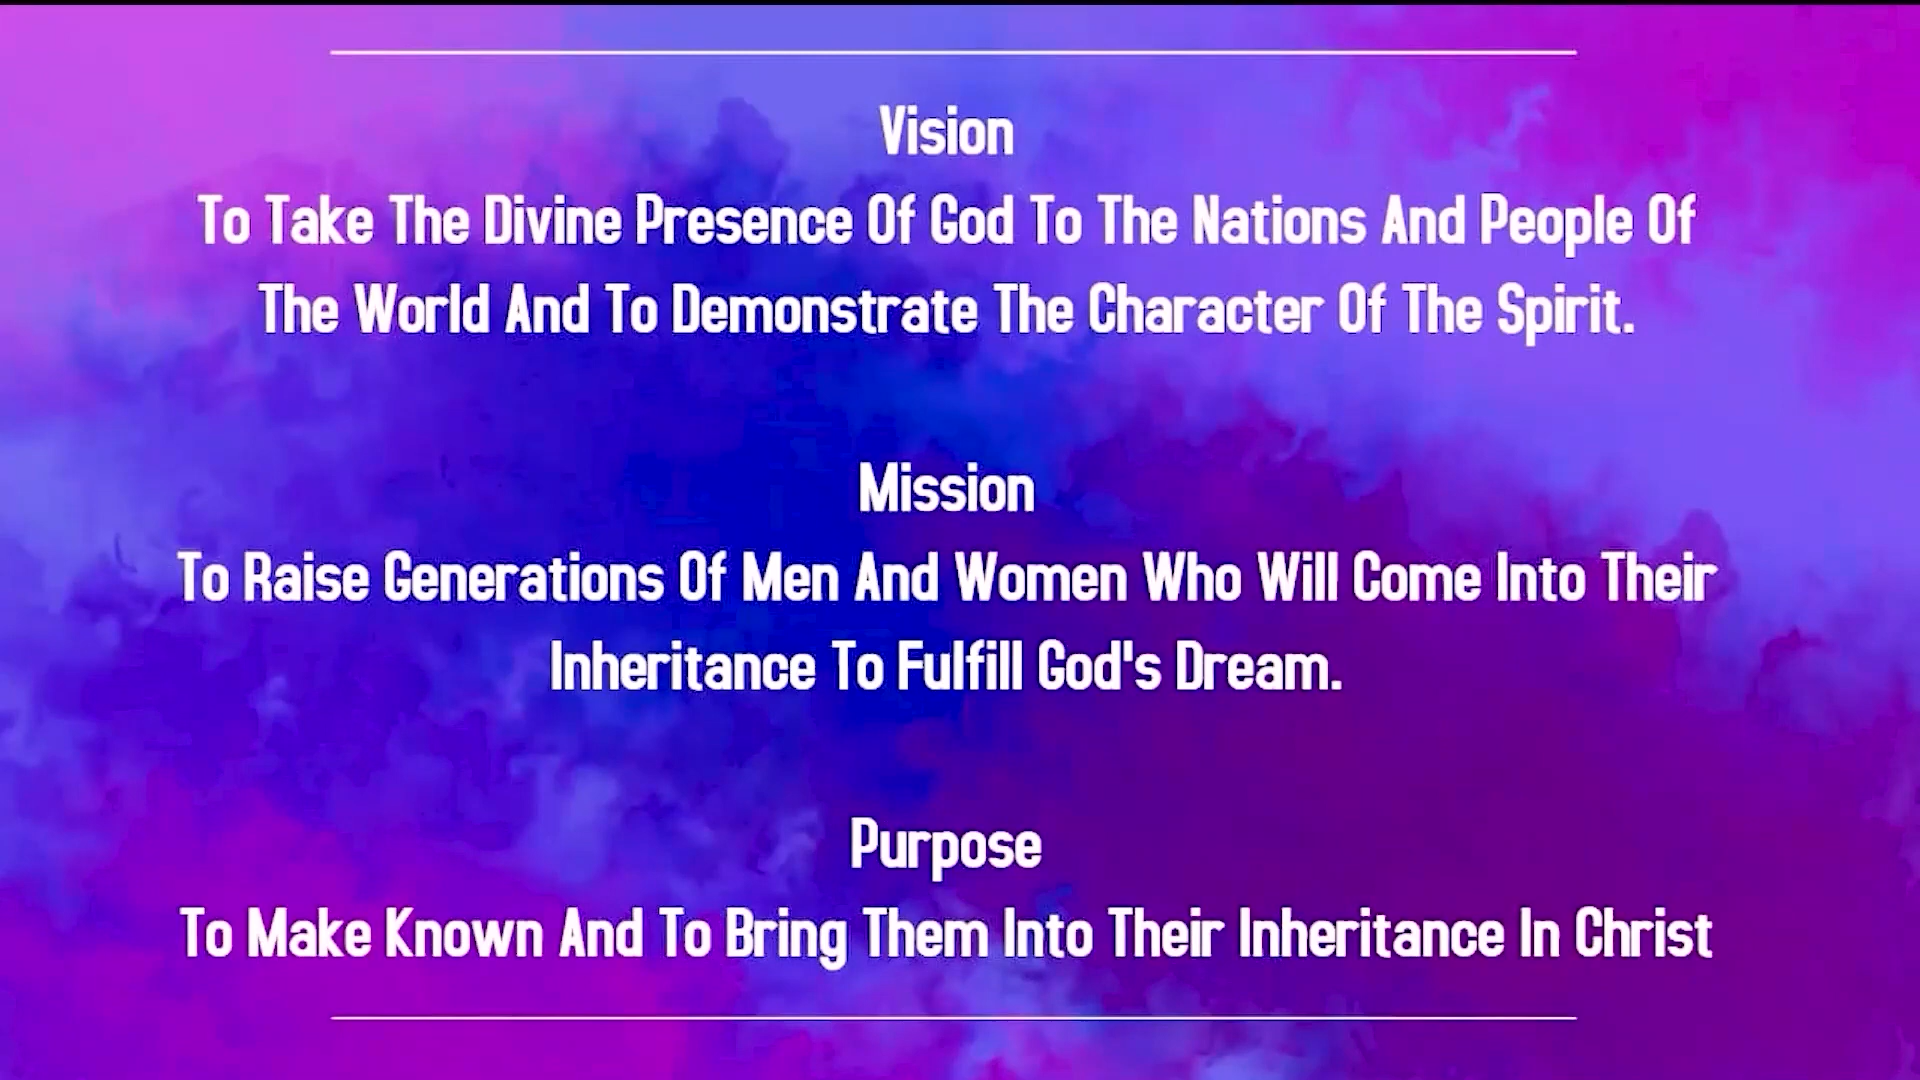 Vision
To Take The Divine Presence Of God To The Nations And People Of
The World And To Demonstrate The Character Of The Spirit.
Mission
To Raise Generations Of Men And Women Who Will Come Into Their
Inheritance To Fulfill God's Dream.
Purpose
To Make Known And To Bring Them Into Their Inheritance In Christ